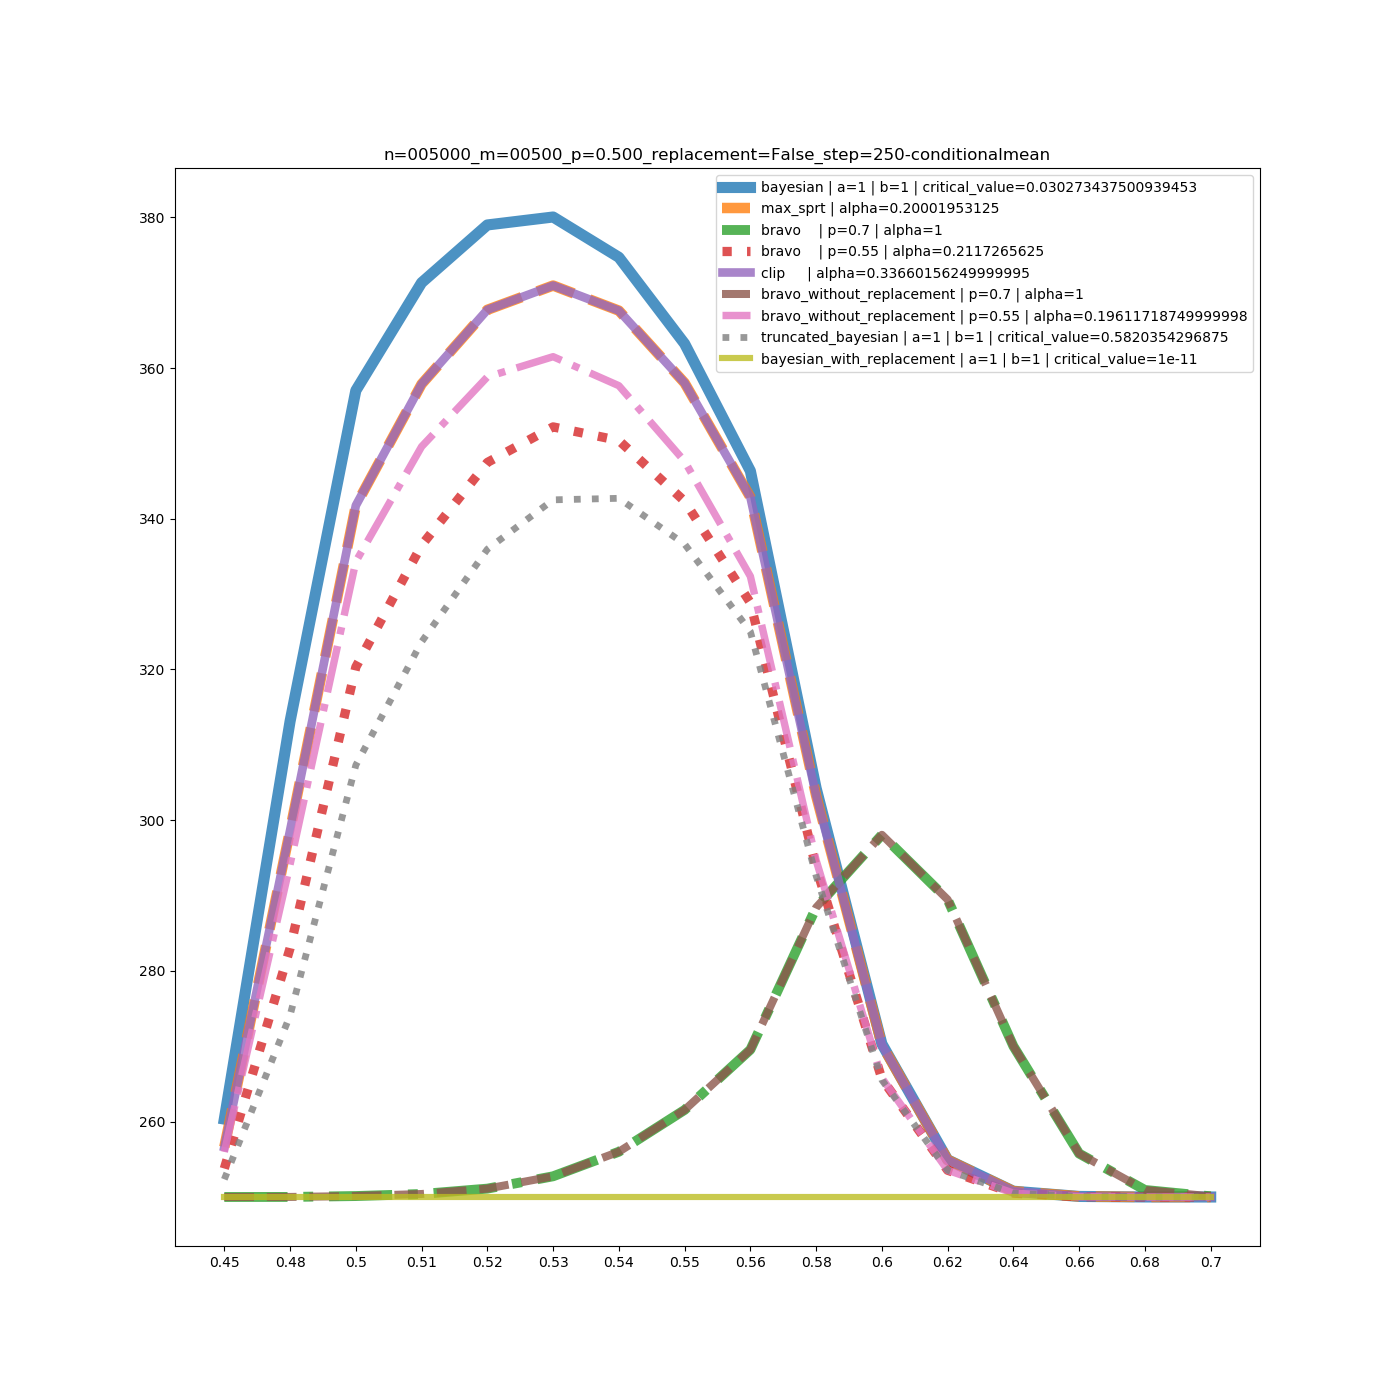 n=005000_m=00500_p=0.500_replacement=False_step=250-conditionalmean
bayesian | a=1 | b=1 | critical_value=0.030273437500939453
max_sprt | alpha=0.20001953125
bravo    | p=0.7 | alpha=1
bravo    | p=0.55 | alpha=0.2117265625
clip     | alpha=0.33660156249999995
bravo_without_replacement | p=0.7 | alpha=1
bravo_without_replacement | p=0.55 | alpha=0.19611718749999998
truncated_bayesian | a=1 | b=1 | critical_value=0.5820354296875
bayesian_with_replacement | a=1 | b=1 | critical_value=1e-11
380
360
340
320
300
280
260
0.45 0.48 0.5 0.51 0.52 0.53 0.54 0.55 0.56 0.58 0.6 0.62 0.64 0.66 0.68 0.7